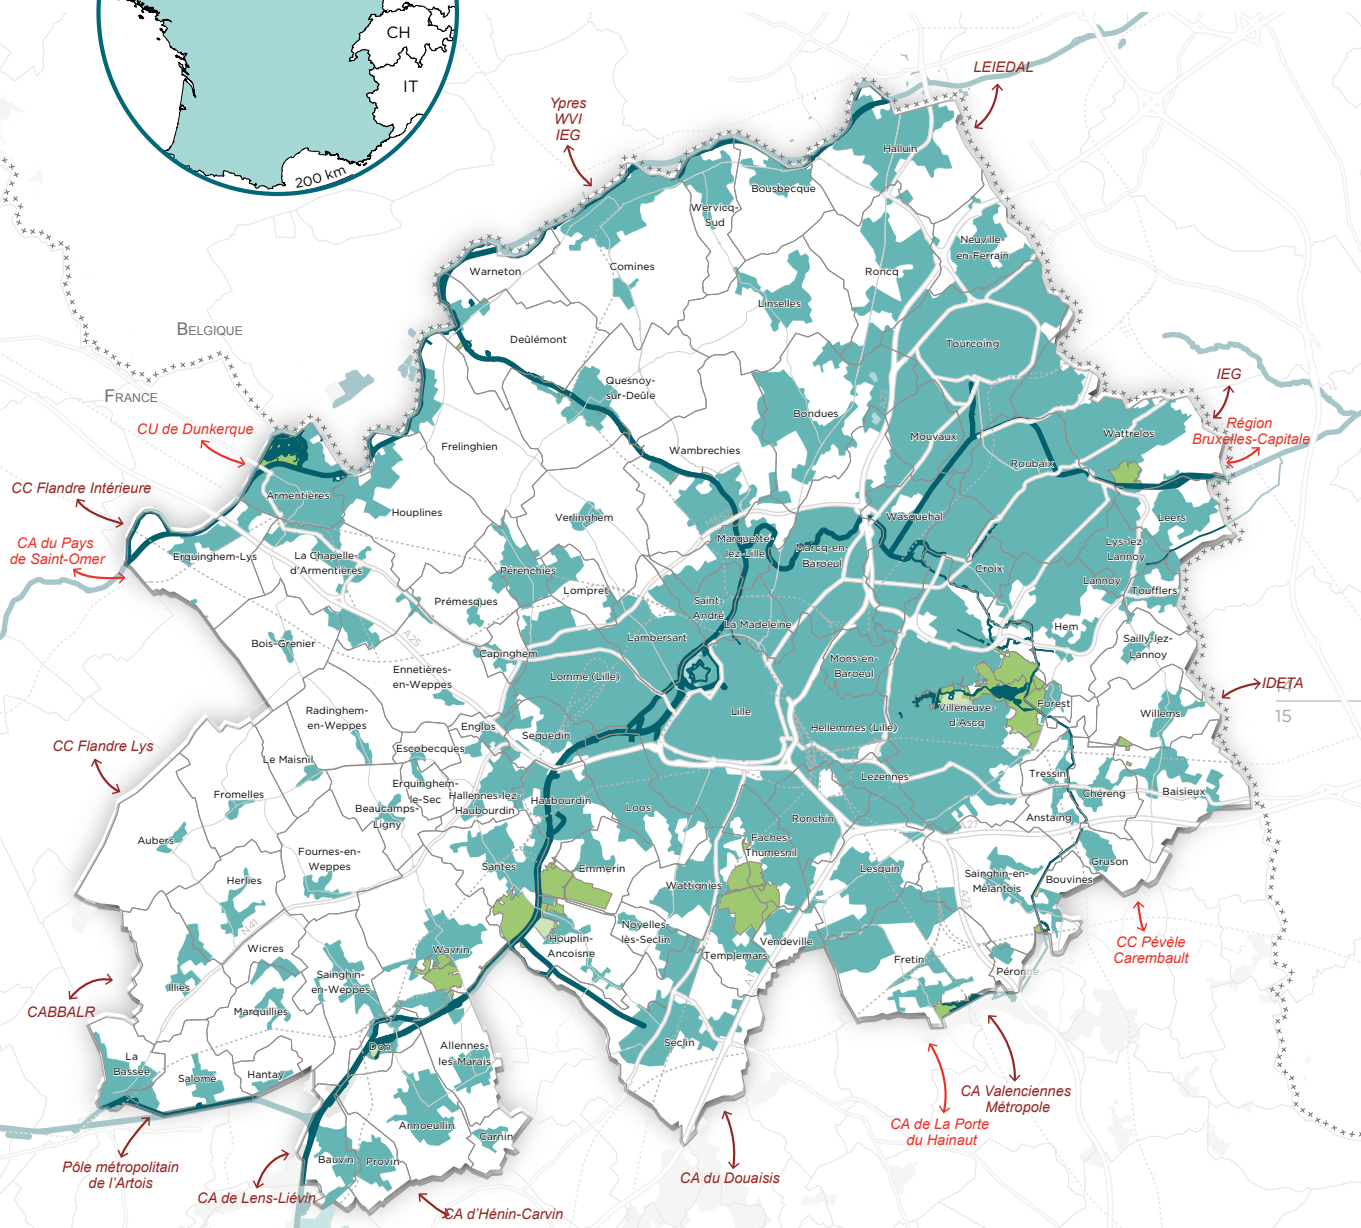 CH
IT
200 km
LEIEDAL
Ypres
WVI
IEG
Halluin
Bousbecque
Wervicq-
Sud
Neuville-
en-Ferrain
Warneton
Comines
Roncq
Linselles
BELGIQUE
Deûlémont
Tourcoing
FRANCE
Quesnoy-
sur-Deûle
IEG
Bondues
CU de Dunkerque
Région
Bruxelles-Capitale
Mouvaux
Wattrelos
Frelinghien
Wambrechies
Roubaix
CC Flandre Intérieure
Armentières
Houplines
Verlinghem
Wasquehal
Leers
CA du Pays
de Saint-Omer
Marquette-
lez-Lille
Marcq-en-
Baroeul
Lys-lez-
Lannoy
Erquinghem-Lys
La Chapelle-
d'Armentières
Pérenchies
Croix
Lannoy
Toufflers
Lompret
Prémesques
Saint-
André
La Madeleine
Hem
A25
Lambersart
Sailly-lez-
Lannoy
Bois-Grenier
Capinghem
Ennetières-
en-Weppes
Lomme (Lille)
Mons-en-
Baroeul
IDETA
15
Forest
Villeneuve-
d'Ascq
Willems
Radinghem-
en-Weppes
Lille
Englos
Sequedin
Hellemmes (Lille)
CC Flandre Lys
Escobecques
Le Maisnil
Lezennes
Tressin
Erquinghem-
le-Sec
Hallennes-lez-
Haubourdin
Haubourdin
Chéreng
Baisieux
Fromelles
Beaucamps-
Ligny
Loos
Ronchin
Anstaing
A27
Aubers
Faches-
Thumesnil
Fournes-en-
Weppes
Santes
Emmerin
Lesquin
Gruson
Sainghin-en-
Mélantois
Bouvines
Herlies
Wattignies
A23
N41
Noyelles-
lès-Seclin
Houplin-
Ancoisne
Vendeville
Templemars
CC Pévèle
Carembault
Wicres
Wavrin
Fretin
Péronne
Sainghin-
en-Weppes
Illies
CABBALR
Marquillies
Don
Seclin
Allennes-
les-Marais
La
Bassée
Salomé
Hantay
CA Valenciennes
Métropole
Annoeullin
CA de La Porte
du Hainaut
Carnin
Bauvin
Provin
Pôle métropolitain
de l'Artois
CA du Douaisis
CA de Lens-Liévin
CA d'Hénin-Carvin